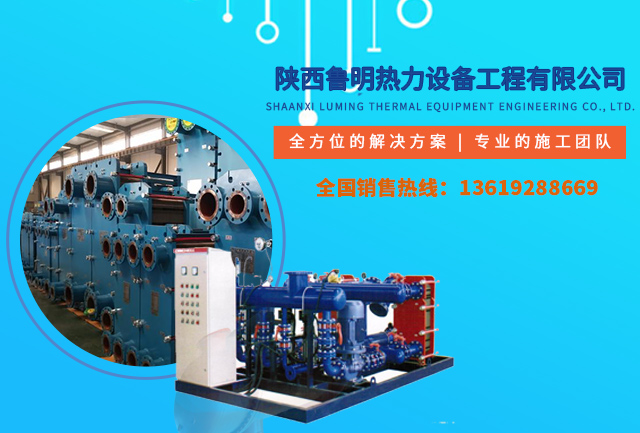 陕西鲁明热力设备工程有限公司
SHAANXI LUMING THERMAL EQUIPMENT ENGINEERING CO., LTD.
全方位的解决方案 | 专业的施工团队
全国销售热线：13619288669